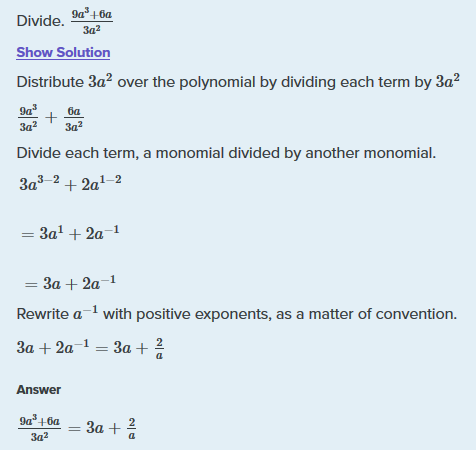 Divide. \frac{9a^3+6a}{3a^2}
Show Solution
Distribute 3a^2 over the polynomial by dividing each term by 3a^2
\frac{9a^3}{3a^2} + \frac{6a}{3a^2}
Divide each term, a monomial divided by another monomial.
3a^{3-2} + 2a^{1-2}
= 3a^1 + 2a^{-1}
= 3a + 2a^{-1}
Rewrite a^{-1} with positive exponents, as a matter of convention.
3a + 2a^{-1} = 3a + \frac{2}{a}
Answer
\frac{9a^3+6a}{3a^2} = 3a + \frac{2}{a}